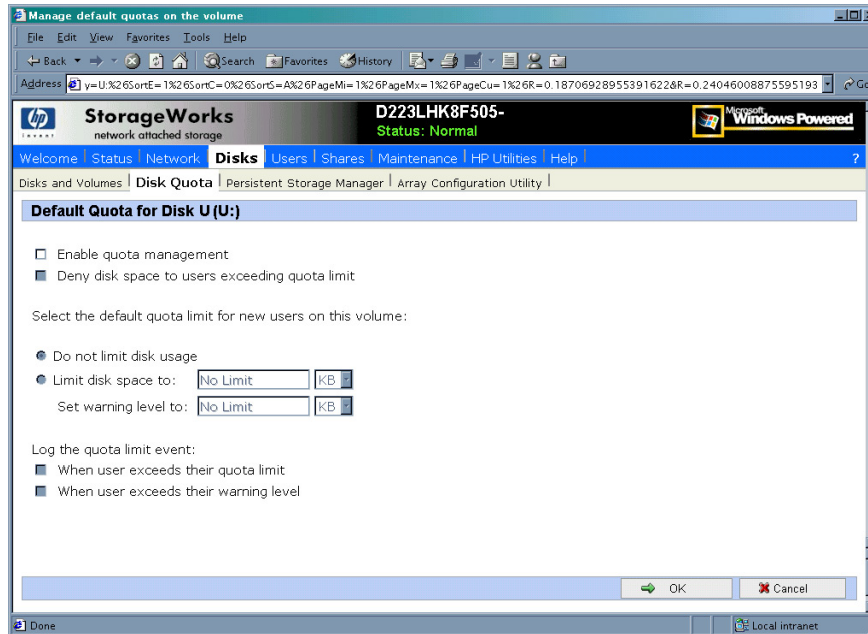 Manage default quotas on the volume
File Edit View Favorites Tools Help
Back Search Favorites History
Address y=U:%26SortE=1%26SortC=0%26SortS=A%26PageMi=1%26PageMx=1%26PageCu=1%26R=0.18706928955391622&R=0.24046008875595193 Go
hp StorageWorks D223LHK8F505- Microsoft
invent network attached storage Status: Normal Windows Powered
Welcome Status Network Disks Users Shares Maintenance HP Utilities Help ?
Disks and Volumes Disk Quota Persistent Storage Manager Array Configuration Utility
Default Quota for Disk U (U:)
Enable quota management
Deny disk space to users exceeding quota limit
Select the default quota limit for new users on this volume:
Do not limit disk usage
Limit disk space to: No Limit KB
Set warning level to: No Limit KB
Log the quota limit event:
When user exceeds their quota limit
When user exceeds their warning level
OK Cancel
Done Local intranet